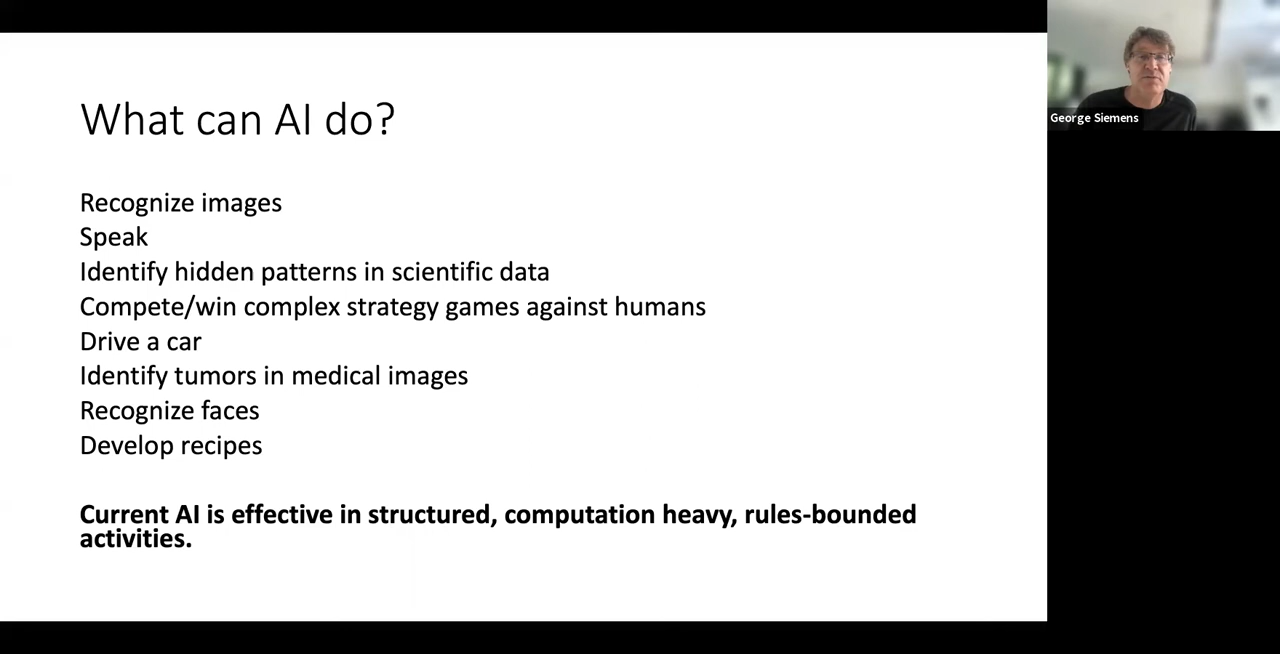 What can AI do?
Recognize images
Speak
Identify hidden patterns in scientific data
Compete/win complex strategy games against humans
Drive a car
Identify tumors in medical images
Recognize faces
Develop recipes
Current AI is effective in structured, computation heavy, rules-bounded
activities.
George Siemens